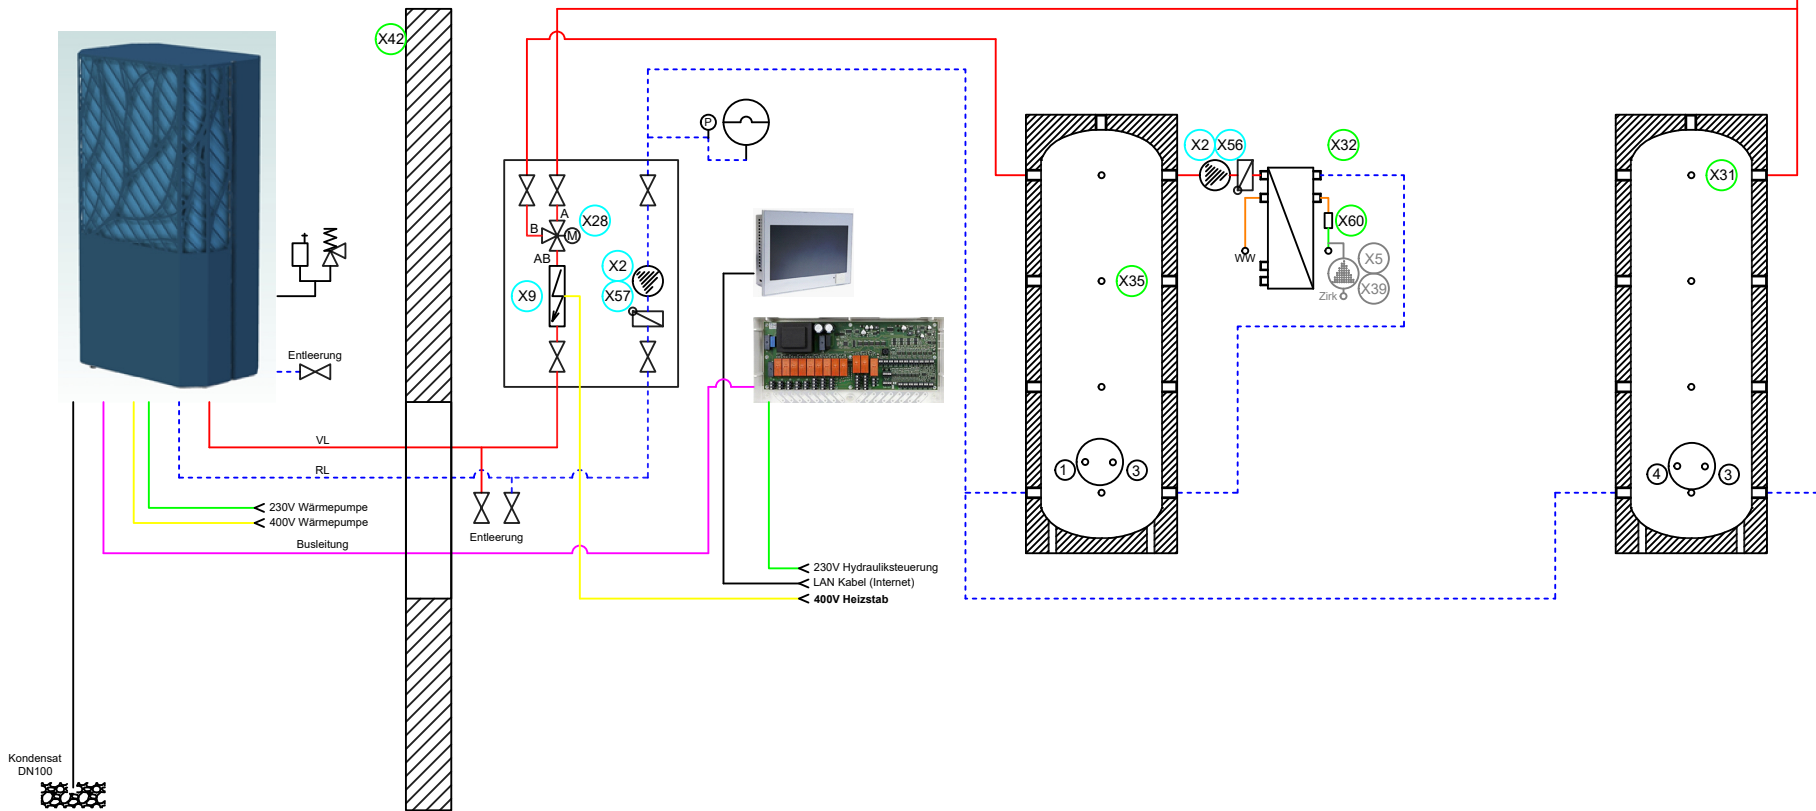 X42
P
X2
X56
X32
X31
A
B
M
X28
AB
X2
X9
X57
X60
WW
X5
X39
Zirk
X35
Entleerung
VL
RL
1
3
4
3
230V Wärmepumpe
400V Wärmepumpe
Entleerung
Busleitung
230V Hydrauliksteuerung
LAN Kabel (Internet)
400V Heizstab
Kondensat
DN100